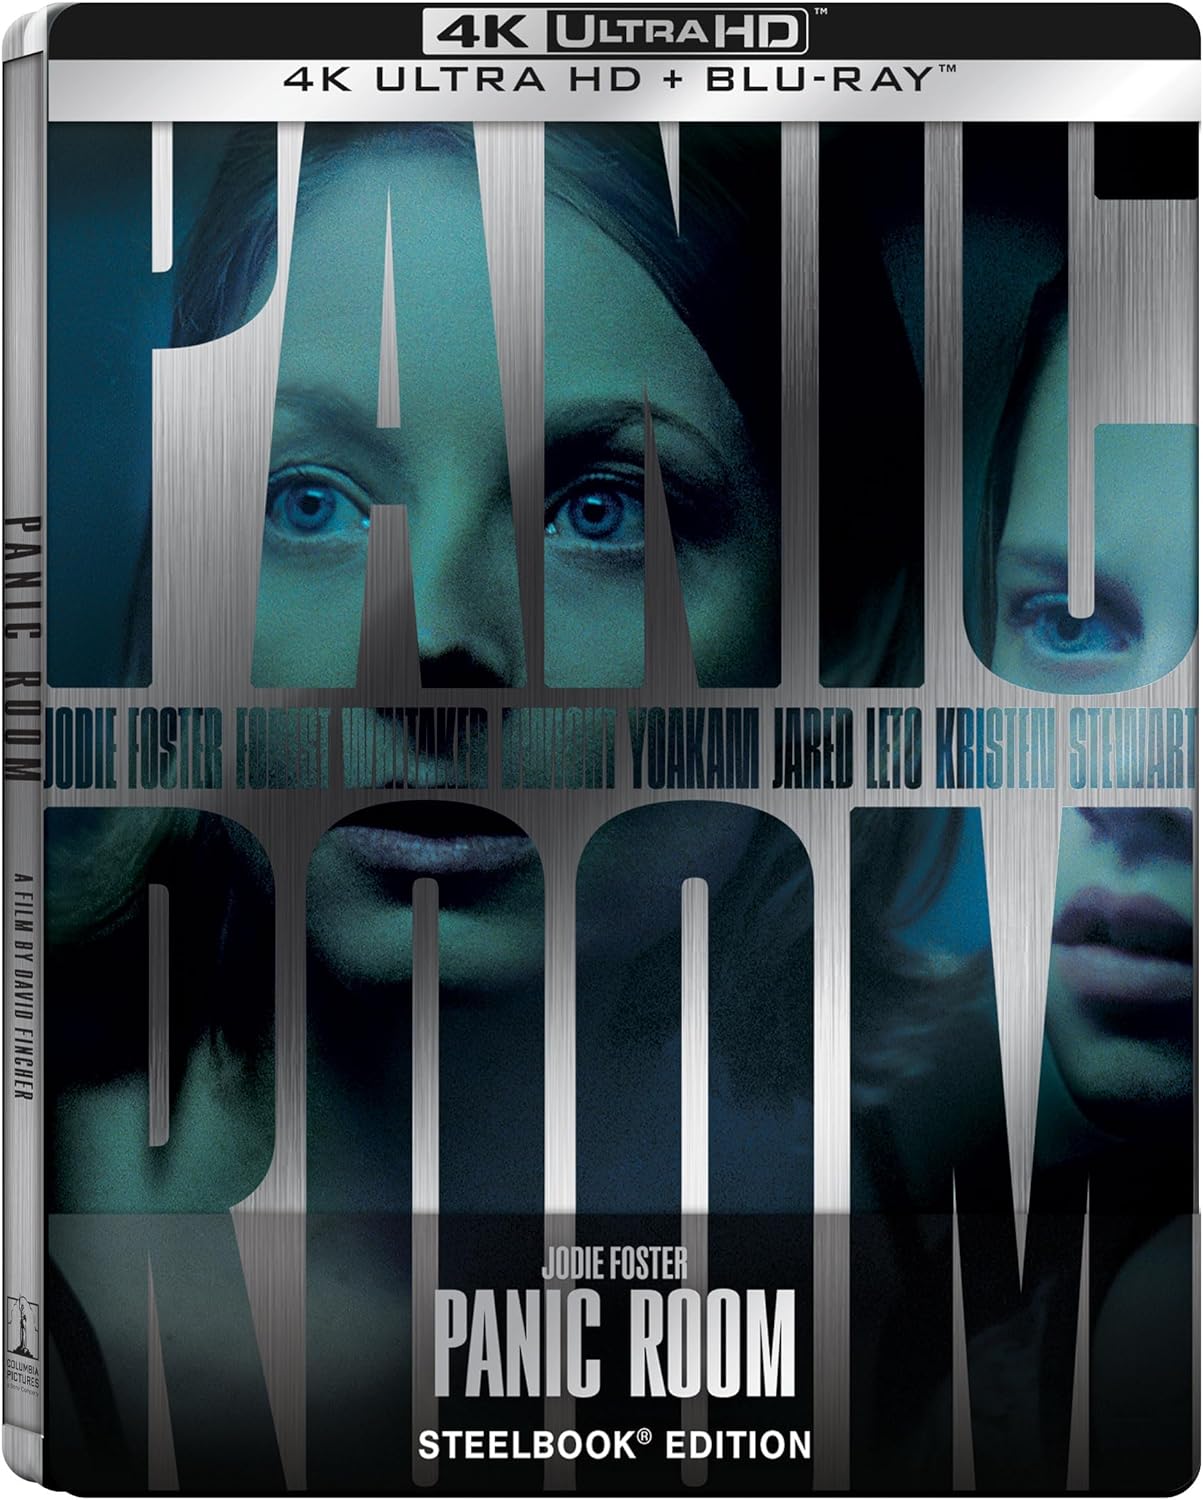 4K ULTRA HD™
4K ULTRA HD + BLU-RAY™
PANIC
JODIE FOSTER FOREST WHITAKER DWIGHT YOAKAM JARED LETO KRISTEN STEWART
ROOM
JODIE FOSTER
PANIC ROOM
STEELBOOK® EDITION
PANIC ROOM
A FILM BY DAVID FINCHER
COLUMBIA
PICTURES